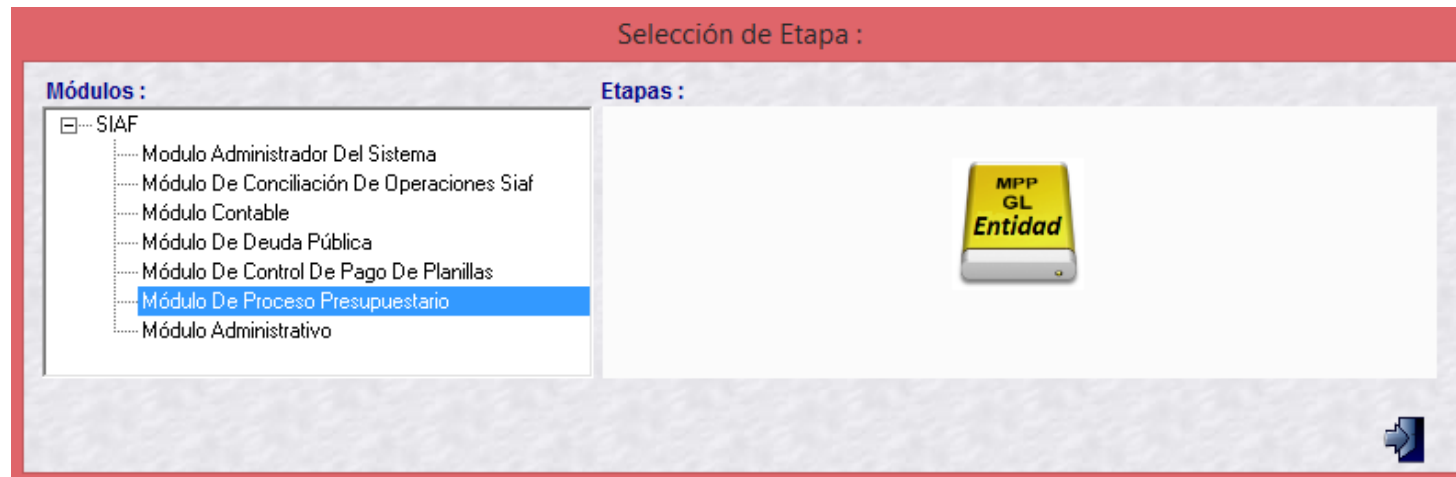 Selección de Etapa :
Módulos :
SIAF
Modulo Administrador Del Sistema
Módulo De Conciliación De Operaciones Siaf
Módulo Contable
Módulo De Deuda Pública
Módulo De Control De Pago De Planillas
Módulo De Proceso Presupuestario
Módulo Administrativo
Etapas :
MPP
GL
Entidad